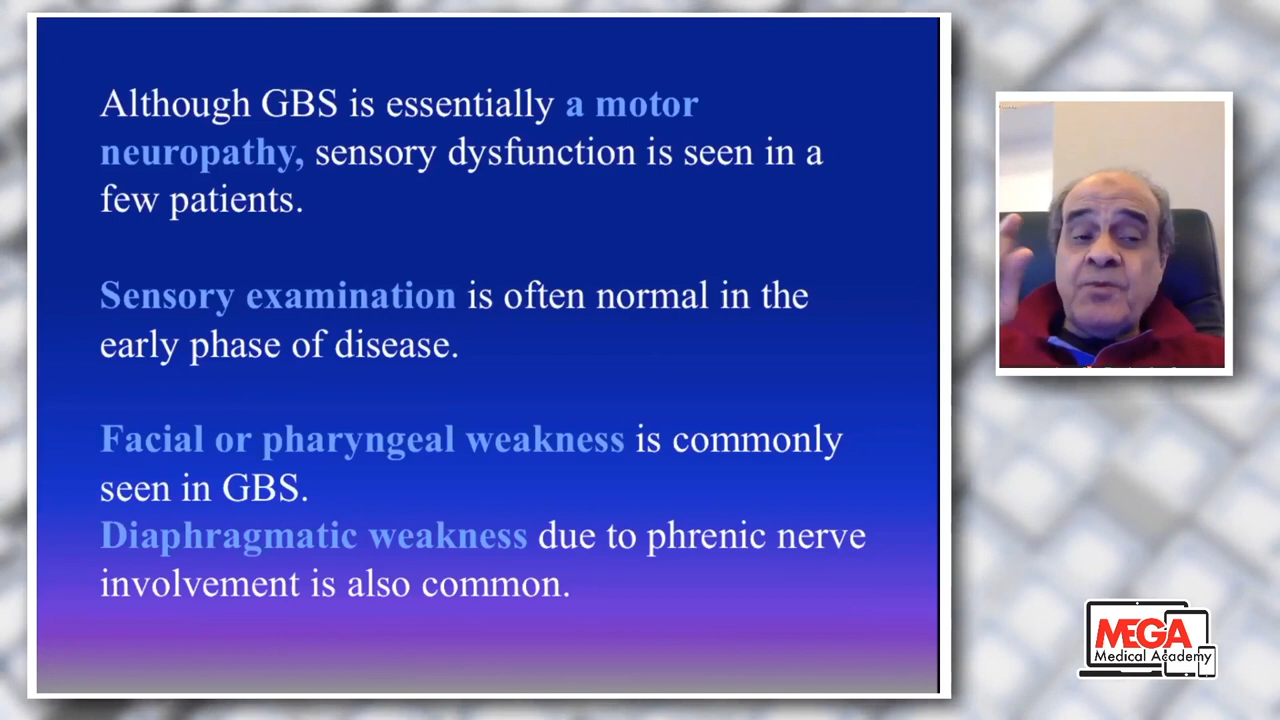 Although GBS is essentially a motor
neuropathy, sensory dysfunction is seen in a
few patients.
Sensory examination is often normal in the
early phase of disease.
Facial or pharyngeal weakness is commonly
seen in GBS.
Diaphragmatic weakness due to phrenic nerve
involvement is also common.
MEGA
Medical Academy